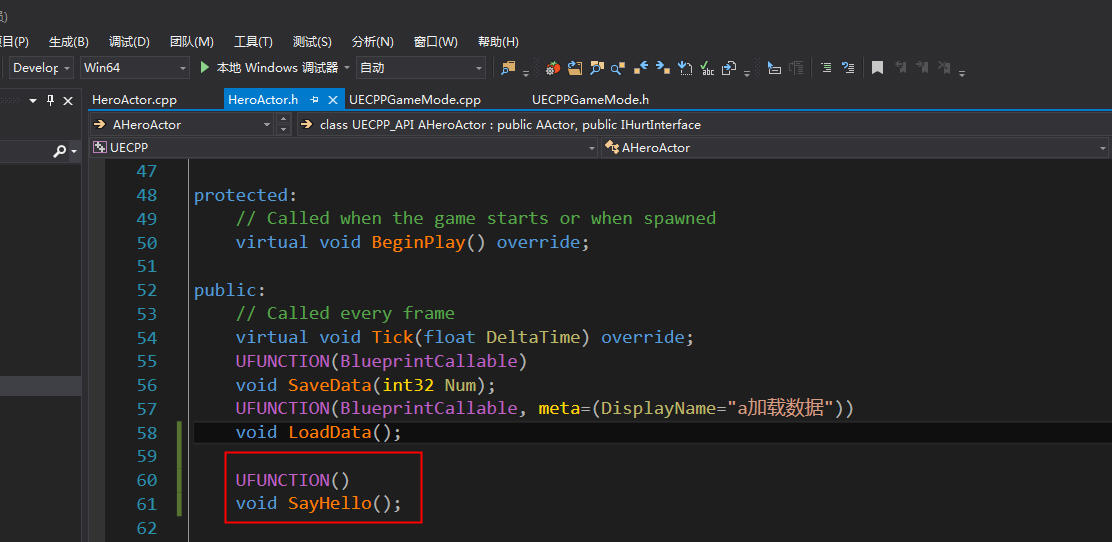 员)
项目(P) 生成(B) 调试(D) 团队(M) 工具(T) 测试(S) 分析(N) 窗口(W) 帮助(H)
Develop Win64 本地 Windows 调试器 自动
HeroActor.cpp HeroActor.h UECPPGameMode.cpp UECPPGameMode.h
AHeroActor class UECPP_API AHeroActor : public AActor, public IHurtInterface
UECPP AHeroActor
47
48 protected:
49 // Called when the game starts or when spawned
50 virtual void BeginPlay() override;
51
52 public:
53 // Called every frame
54 virtual void Tick(float DeltaTime) override;
55 UFUNCTION(BlueprintCallable)
56 void SaveData(int32 Num);
57 UFUNCTION(BlueprintCallable, meta=(DisplayName="a加载数据"))
58 void LoadData();
59
60 UFUNCTION()
61 void SayHello();
62